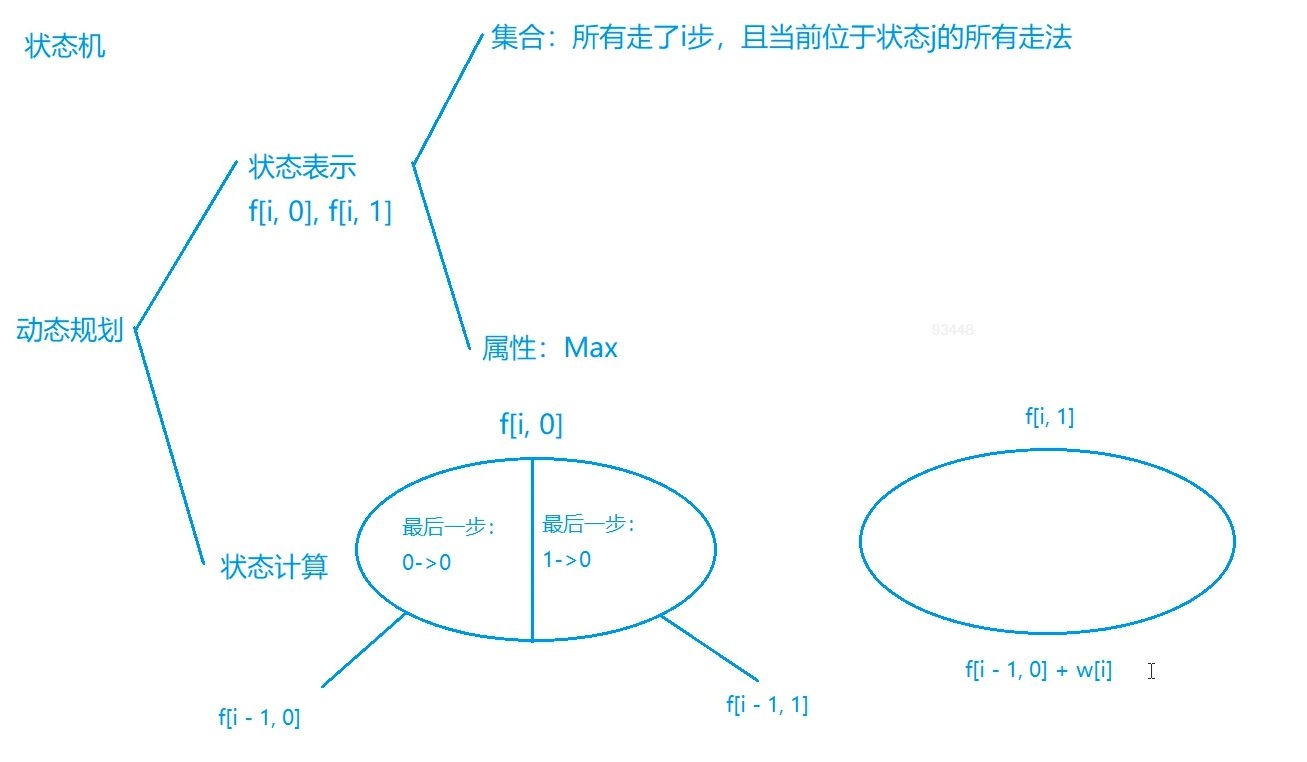 状态机
集合：所有走了i步，且当前位于状态j的所有走法
状态表示
f[i, 0], f[i, 1]
动态规划
93448
属性：Max
f[i, 0]
f[i, 1]
最后一步：
0->0
最后一步：
1->0
状态计算
f[i - 1, 0] + w[i]
f[i - 1, 0]
f[i - 1, 1]